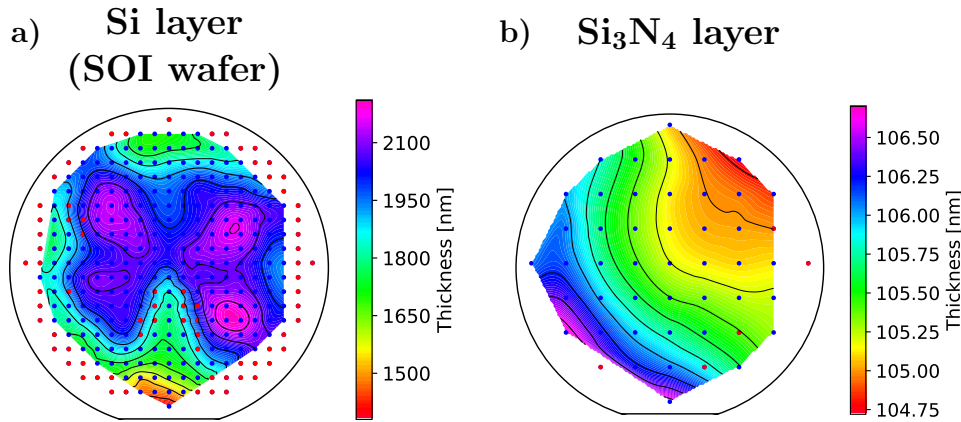 a)
Si layer
(SOI wafer)
2100
1950
1800
1650
1500
Thickness [nm]
b)
Si₃N₄ layer
106.50
106.25
106.00
105.75
105.50
105.25
105.00
104.75
Thickness [nm]